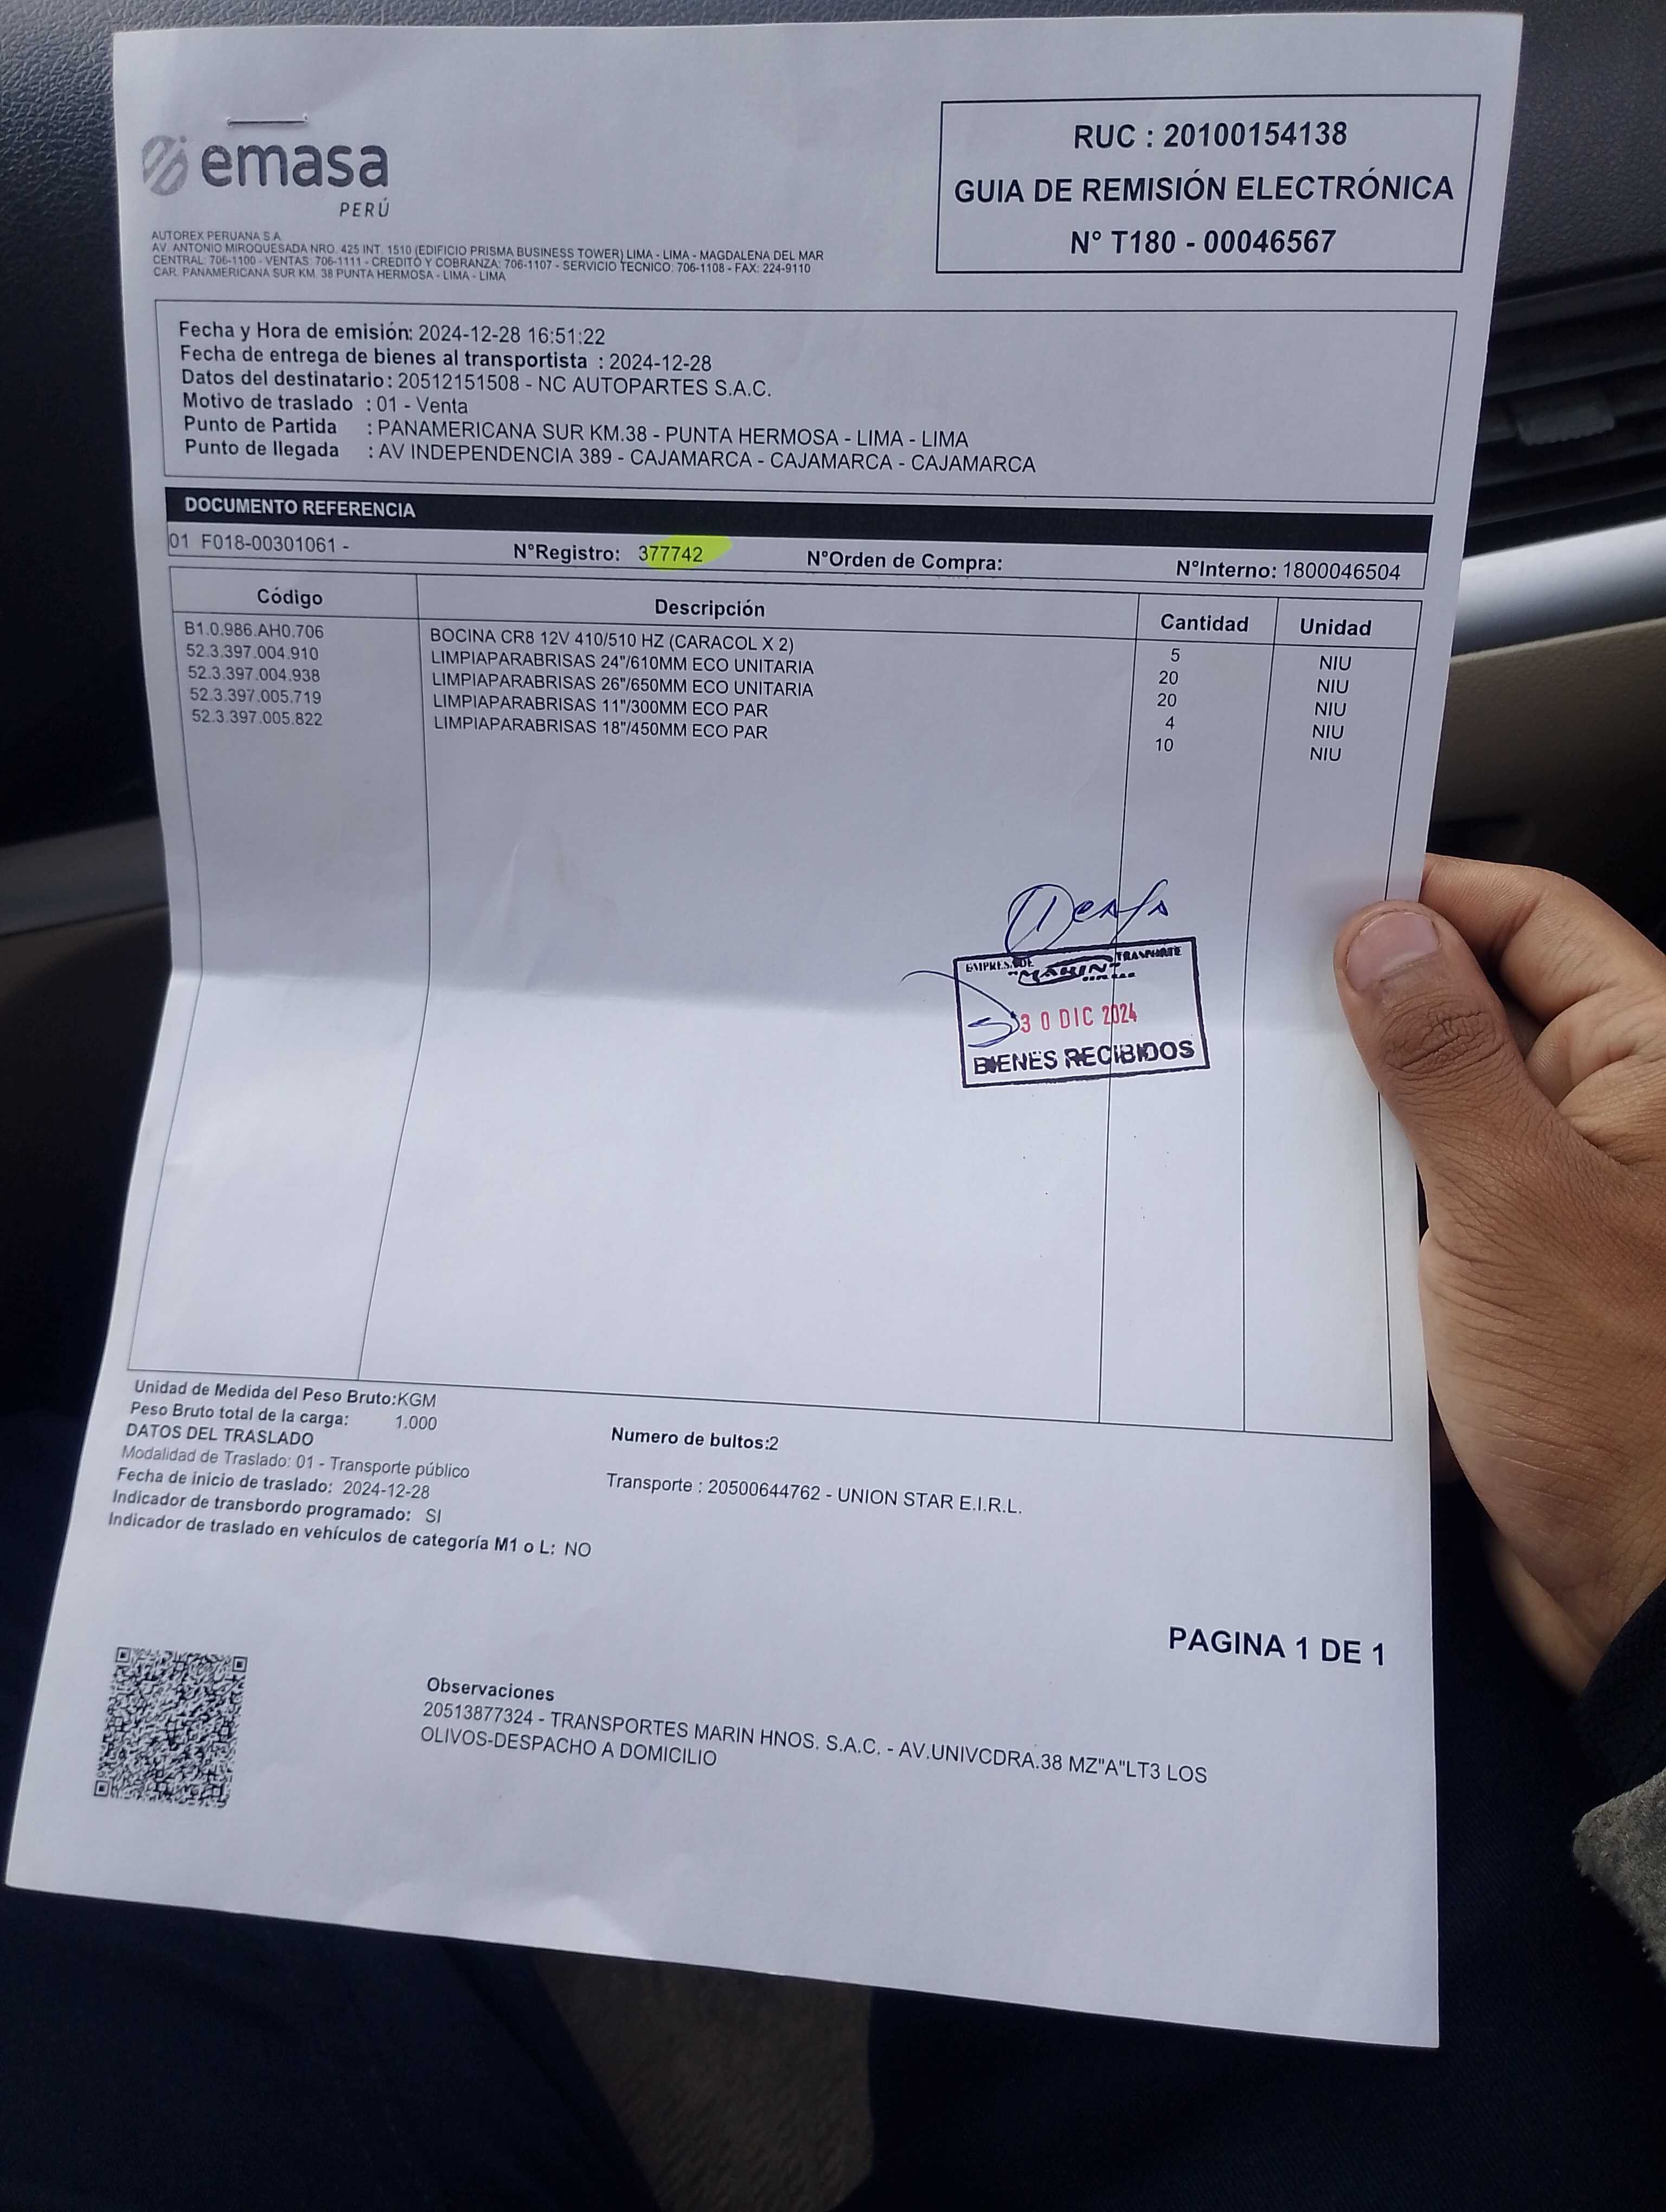 emasa
PERÚ
AUTOREX PERUANA S A.
AV. ANTONIO MIROQUESADA NRO. 425 INT. 1510 (EDIFICIO PRISMA BUSINESS TOWER) LIMA - LIMA - MAGDALENA DEL MAR
CENTRAL: 706-1100 - VENTAS: 706-1111 - CREDITO Y COBRANZA: 706-1107 - SERVICIO TECNICO: 706-1108 - FAX: 224-9110
CAR. PANAMERICANA SUR KM. 38 PUNTA HERMOSA - LIMA - LIMA
RUC : 20100154138
GUIA DE REMISIÓN ELECTRÓNICA
N° T180 - 00046567
Fecha y Hora de emisión: 2024-12-28 16:51:22
Fecha de entrega de bienes al transportista : 2024-12-28
Datos del destinatario: 20512151508 - NC AUTOPARTES S.A.C.
Motivo de traslado : 01 - Venta
Punto de Partida : PANAMERICANA SUR KM.38 - PUNTA HERMOSA - LIMA - LIMA
Punto de llegada : AV INDEPENDENCIA 389 - CAJAMARCA - CAJAMARCA - CAJAMARCA
DOCUMENTO REFERENCIA
01 F018-00301061 - N°Registro: 377742 N°Orden de Compra: N°Interno: 1800046504
Código Descripción Cantidad Unidad
B1.0.986.AH0.706 BOCINA CR8 12V 410/510 HZ (CARACOL X 2) 5 NIU
52.3.397.004.910 LIMPIAPARABRISAS 24"/610MM ECO UNITARIA 20 NIU
52.3.397.004.938 LIMPIAPARABRISAS 26"/650MM ECO UNITARIA 20 NIU
52.3.397.005.719 LIMPIAPARABRISAS 11"/300MM ECO PAR 4 NIU
52.3.397.005.822 LIMPIAPARABRISAS 18"/450MM ECO PAR 10 NIU
EMPRESA DE TRASPORTE
"MARIN"
30 DIC 2024
BIENES RECIBIDOS
Unidad de Medida del Peso Bruto:KGM
Peso Bruto total de la carga: 1.000
Numero de bultos:2
DATOS DEL TRASLADO
Modalidad de Traslado: 01 - Transporte público
Transporte : 20500644762 - UNION STAR E.I.R.L.
Fecha de inicio de traslado: 2024-12-28
Indicador de transbordo programado: SI
Indicador de traslado en vehículos de categoría M1 o L: NO
PAGINA 1 DE 1
Observaciones
20513877324 - TRANSPORTES MARIN HNOS. S.A.C. - AV.UNIVCDRA.38 MZ"A"LT3 LOS
OLIVOS-DESPACHO A DOMICILIO